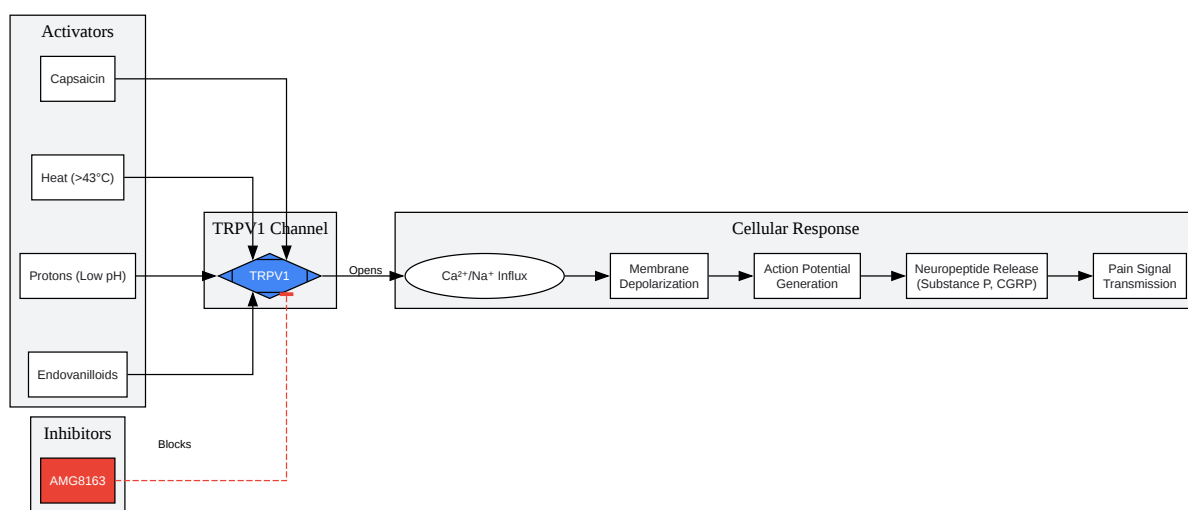 Activators
Capsaicin
Heat (>43°C)
Protons (Low pH)
Endovanilloids
Inhibitors
AMG8163
Blocks
TRPV1 Channel
TRPV1
Opens
Cellular Response
Ca²⁺/Na⁺ Influx
Membrane
Depolarization
Action Potential
Generation
Neuropeptide Release
(Substance P, CGRP)
Pain Signal
Transmission